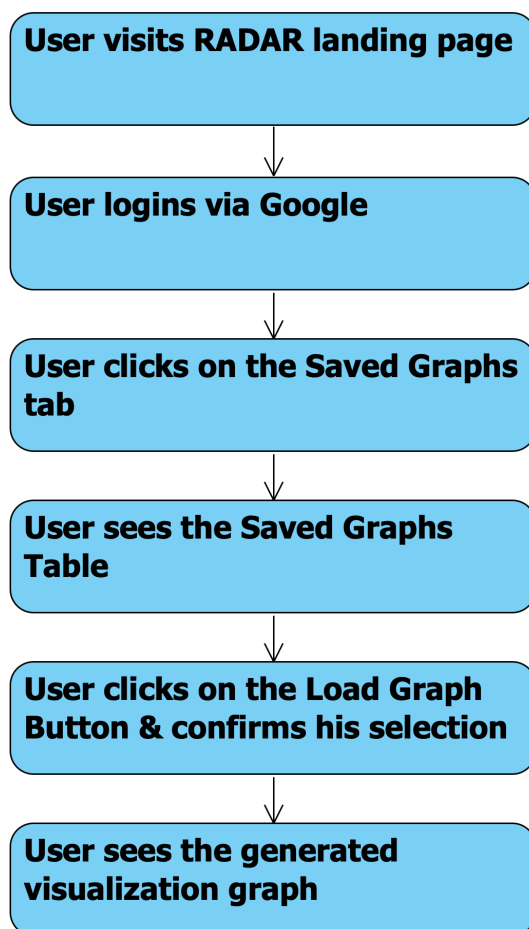 User visits RADAR landing page
User logins via Google
User clicks on the Saved Graphs
tab
User sees the Saved Graphs
Table
User clicks on the Load Graph
Button & confirms his selection
User sees the generated
visualization graph